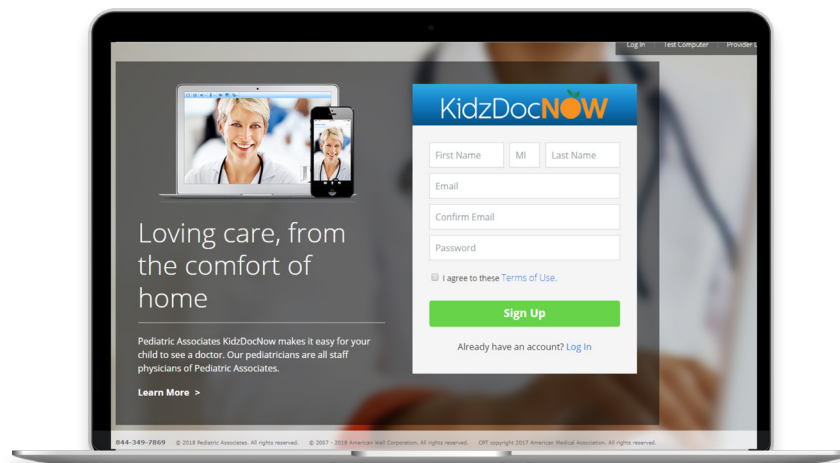 Log In
Test Computer
Provider L
KidzDocNOW
First Name
MI
Last Name
Email
Confirm Email
Password
Loving care, from
the comfort of
home
I agree to these Terms of Use.
Sign Up
Pediatric Associates KidzDocNow makes it easy for your
child to see a doctor. Our pediatricians are all staff
physicians of Pediatric Associates.
Already have an account? Log In
Learn More >
844-349-7869 © 2018 Pediatric Associates. All rights reserved. © 2007 - 2018 American Well Corporation. All rights reserved. CPT copyright 2017 American Medical Association. All rights reserved.